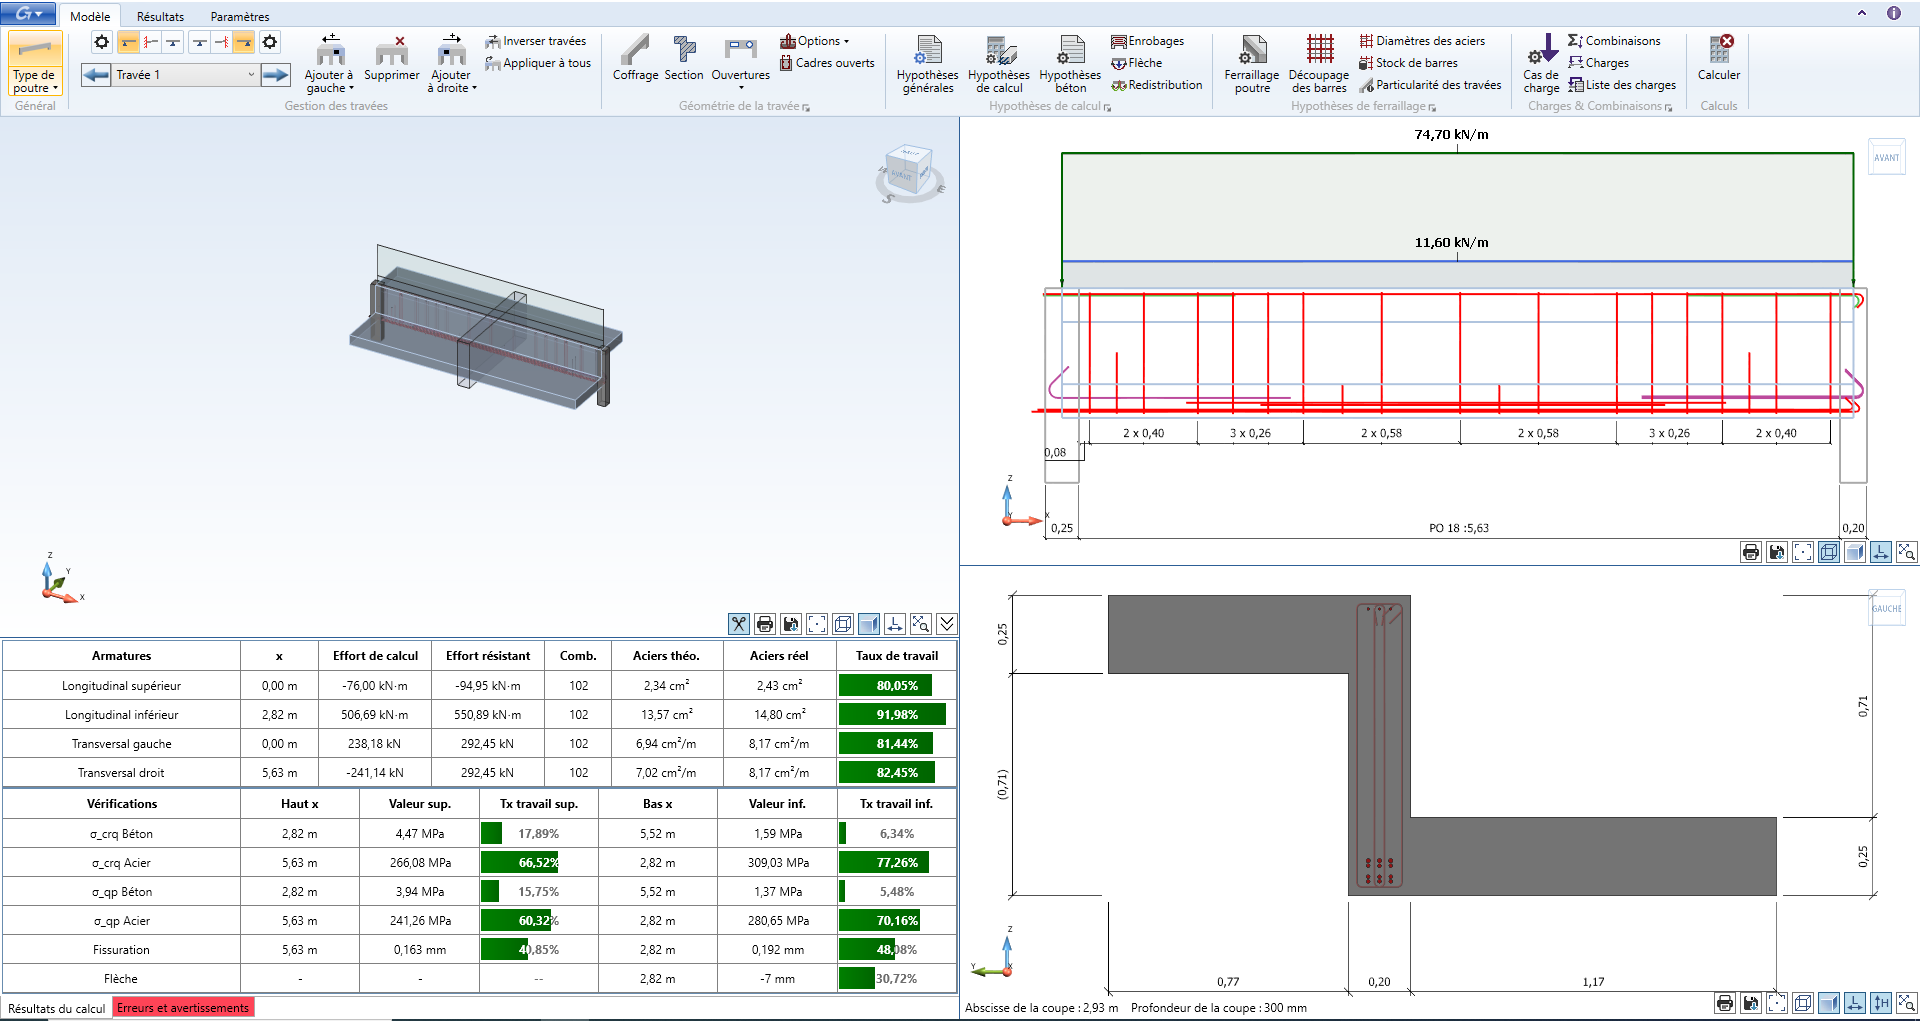 Modèle Résultats Paramètres
Type de poutre
Général
Travée 1
Ajouter à gauche
Supprimer
Ajouter à droite
Inverser travées
Appliquer à tous
Gestion des travées
Coffrage
Section
Ouvertures
Options
Cadres ouverts
Géométrie de la travée
Hypothèses générales
Hypothèses de calcul
Hypothèses béton
Enrobages
Flèche
Redistribution
Hypothèses de calcul
Ferraillage poutre
Découpage des barres
Diamètres des aciers
Stock de barres
Particularité des travées
Hypothèses de ferraillage
Cas de charge
Combinaisons
Charges
Liste des charges
Charges & Combinaisons
Calculer
Calculs
HAUT
AVANT
S
E
Z
Y
X
74,70 kN/m
AVANT
11,60 kN/m
2 x 0,40 3 x 0,26 2 x 0,58 2 x 0,58 3 x 0,26 2 x 0,40
0,08
Z
Y
X
0,25 PO 18 :5,63 0,20
GAUCHE
0,25
0,71
(0,71)
0,25
Z
Y
X
0,77 0,20 1,17
Abscisse de la coupe : 2,93 m Profondeur de la coupe : 300 mm
Armatures x Effort de calcul Effort résistant Comb. Aciers théo. Aciers réel Taux de travail
Longitudinal supérieur 0,00 m -76,00 kN·m -94,95 kN·m 102 2,34 cm² 2,43 cm² 80,05%
Longitudinal inférieur 2,82 m 506,69 kN·m 550,89 kN·m 102 13,57 cm² 14,80 cm² 91,98%
Transversal gauche 0,00 m 238,18 kN 292,45 kN 102 6,94 cm²/m 8,17 cm²/m 81,44%
Transversal droit 5,63 m -241,14 kN 292,45 kN 102 7,02 cm²/m 8,17 cm²/m 82,45%
Vérifications Haut x Valeur sup. Tx travail sup. Bas x Valeur inf. Tx travail inf.
σ_crq Béton 2,82 m 4,47 MPa 17,89% 5,52 m 1,59 MPa 6,34%
σ_crq Acier 5,63 m 266,08 MPa 66,52% 2,82 m 309,03 MPa 77,26%
σ_qp Béton 2,82 m 3,94 MPa 15,75% 5,52 m 1,37 MPa 5,48%
σ_qp Acier 5,63 m 241,26 MPa 60,32% 2,82 m 280,65 MPa 70,16%
Fissuration 5,63 m 0,163 mm 40,85% 2,82 m 0,192 mm 48,08%
Flèche - - -- 2,82 m -7 mm 30,72%
Résultats du calcul Erreurs et avertissements